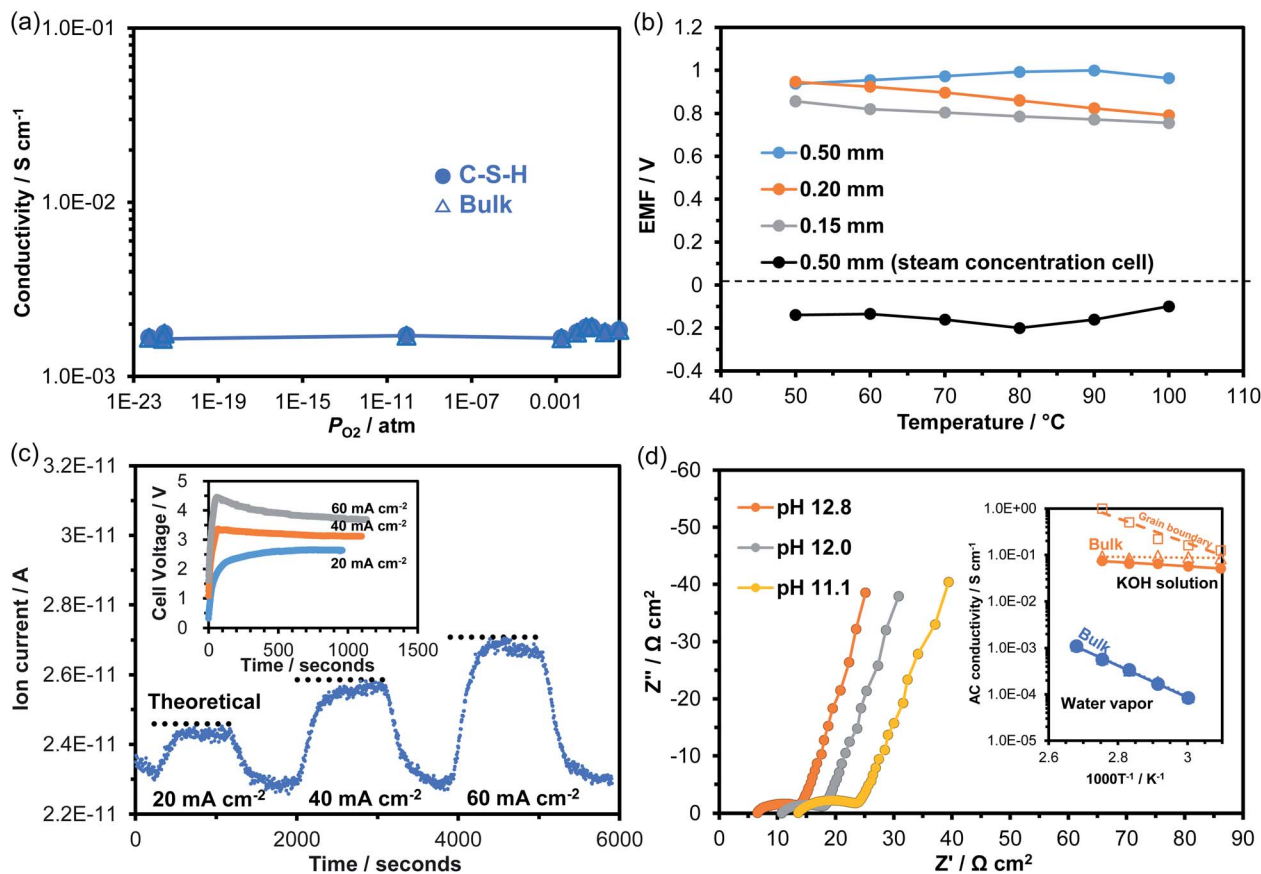 (a)
1.0E-01
1.0E-02
1.0E-03
Conductivity / S cm⁻¹
C-S-H
Bulk
1E-23 1E-19 1E-15 1E-11 1E-07 0.001
P_O2 / atm
(b)
1.2
1
0.8
0.6
0.4
0.2
0
-0.2
-0.4
EMF / V
0.50 mm
0.20 mm
0.15 mm
0.50 mm (steam concentration cell)
40 50 60 70 80 90 100 110
Temperature / °C
(c)
3.2E-11
3.0E-11
2.8E-11
2.6E-11
2.4E-11
2.2E-11
Ion current / A
5
4
3
2
1
0
Cell Voltage / V
60 mA cm⁻²
40 mA cm⁻²
20 mA cm⁻²
0 500 1000 1500
Time / seconds
Theoretical
20 mA cm⁻²
40 mA cm⁻²
60 mA cm⁻²
0 2000 4000 6000
Time / seconds
(d)
-60
-50
-40
-30
-20
-10
0
Z'' / Ω cm²
pH 12.8
pH 12.0
pH 11.1
1.0E+00
1.0E-01
1.0E-02
1.0E-03
1.0E-04
1.0E-05
AC conductivity / S cm⁻¹
Grain boundary
Bulk
KOH solution
Bulk
Water vapor
2.6 2.8 3
1000T⁻¹ / K⁻¹
0 10 20 30 40 50 60 70 80 90
Z' / Ω cm²